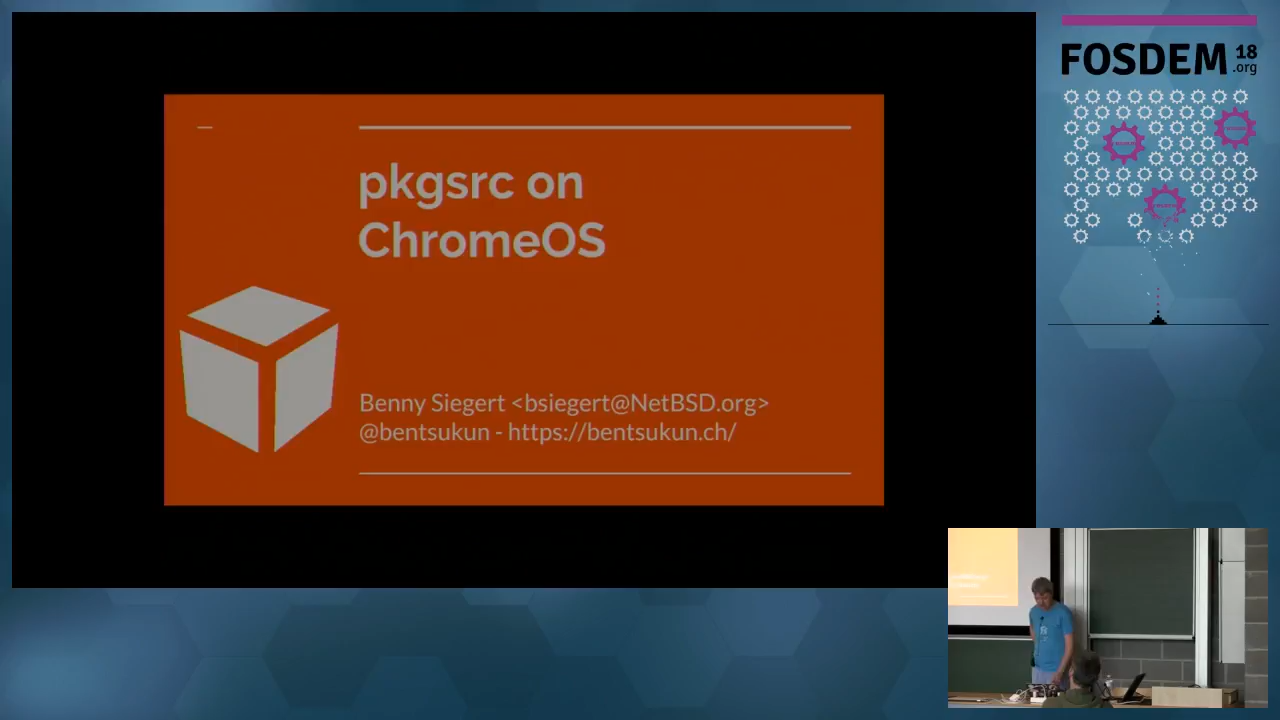 pkgsrc on
ChromeOS
Benny Siegert <bsiegert@NetBSD.org>
@bentsukun - https://bentsukun.ch/
FOSDEM 18
.org